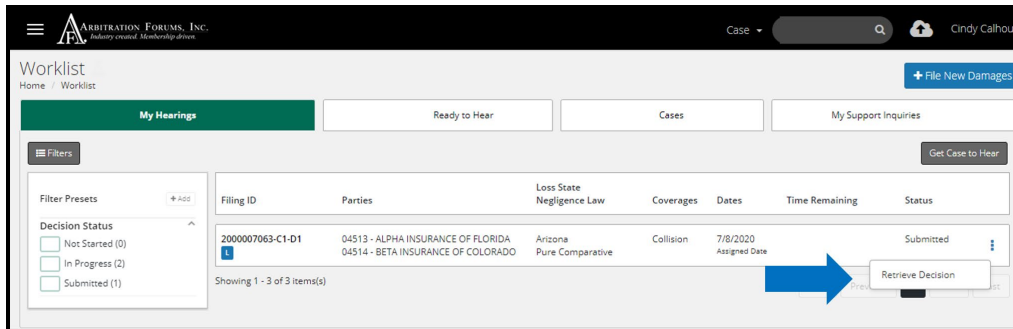 ARBITRATION FORUMS, INC.
Industry created. Membership driven.
Case
Cindy Calhou
Worklist
Home / Worklist
+ File New Damages
My Hearings
Ready to Hear
Cases
My Support Inquiries
Filters
Get Case to Hear
Filter Presets
+ Add
Decision Status
Not Started (0)
In Progress (2)
Submitted (1)
Filing ID Parties Loss State Negligence Law Coverages Dates Time Remaining Status
2000007063-C1-D1 04513 - ALPHA INSURANCE OF FLORIDA Arizona Collision 7/8/2020 Submitted
L 04514 - BETA INSURANCE OF COLORADO Pure Comparative Assigned Date
Retrieve Decision
Showing 1 - 3 of 3 items(s)